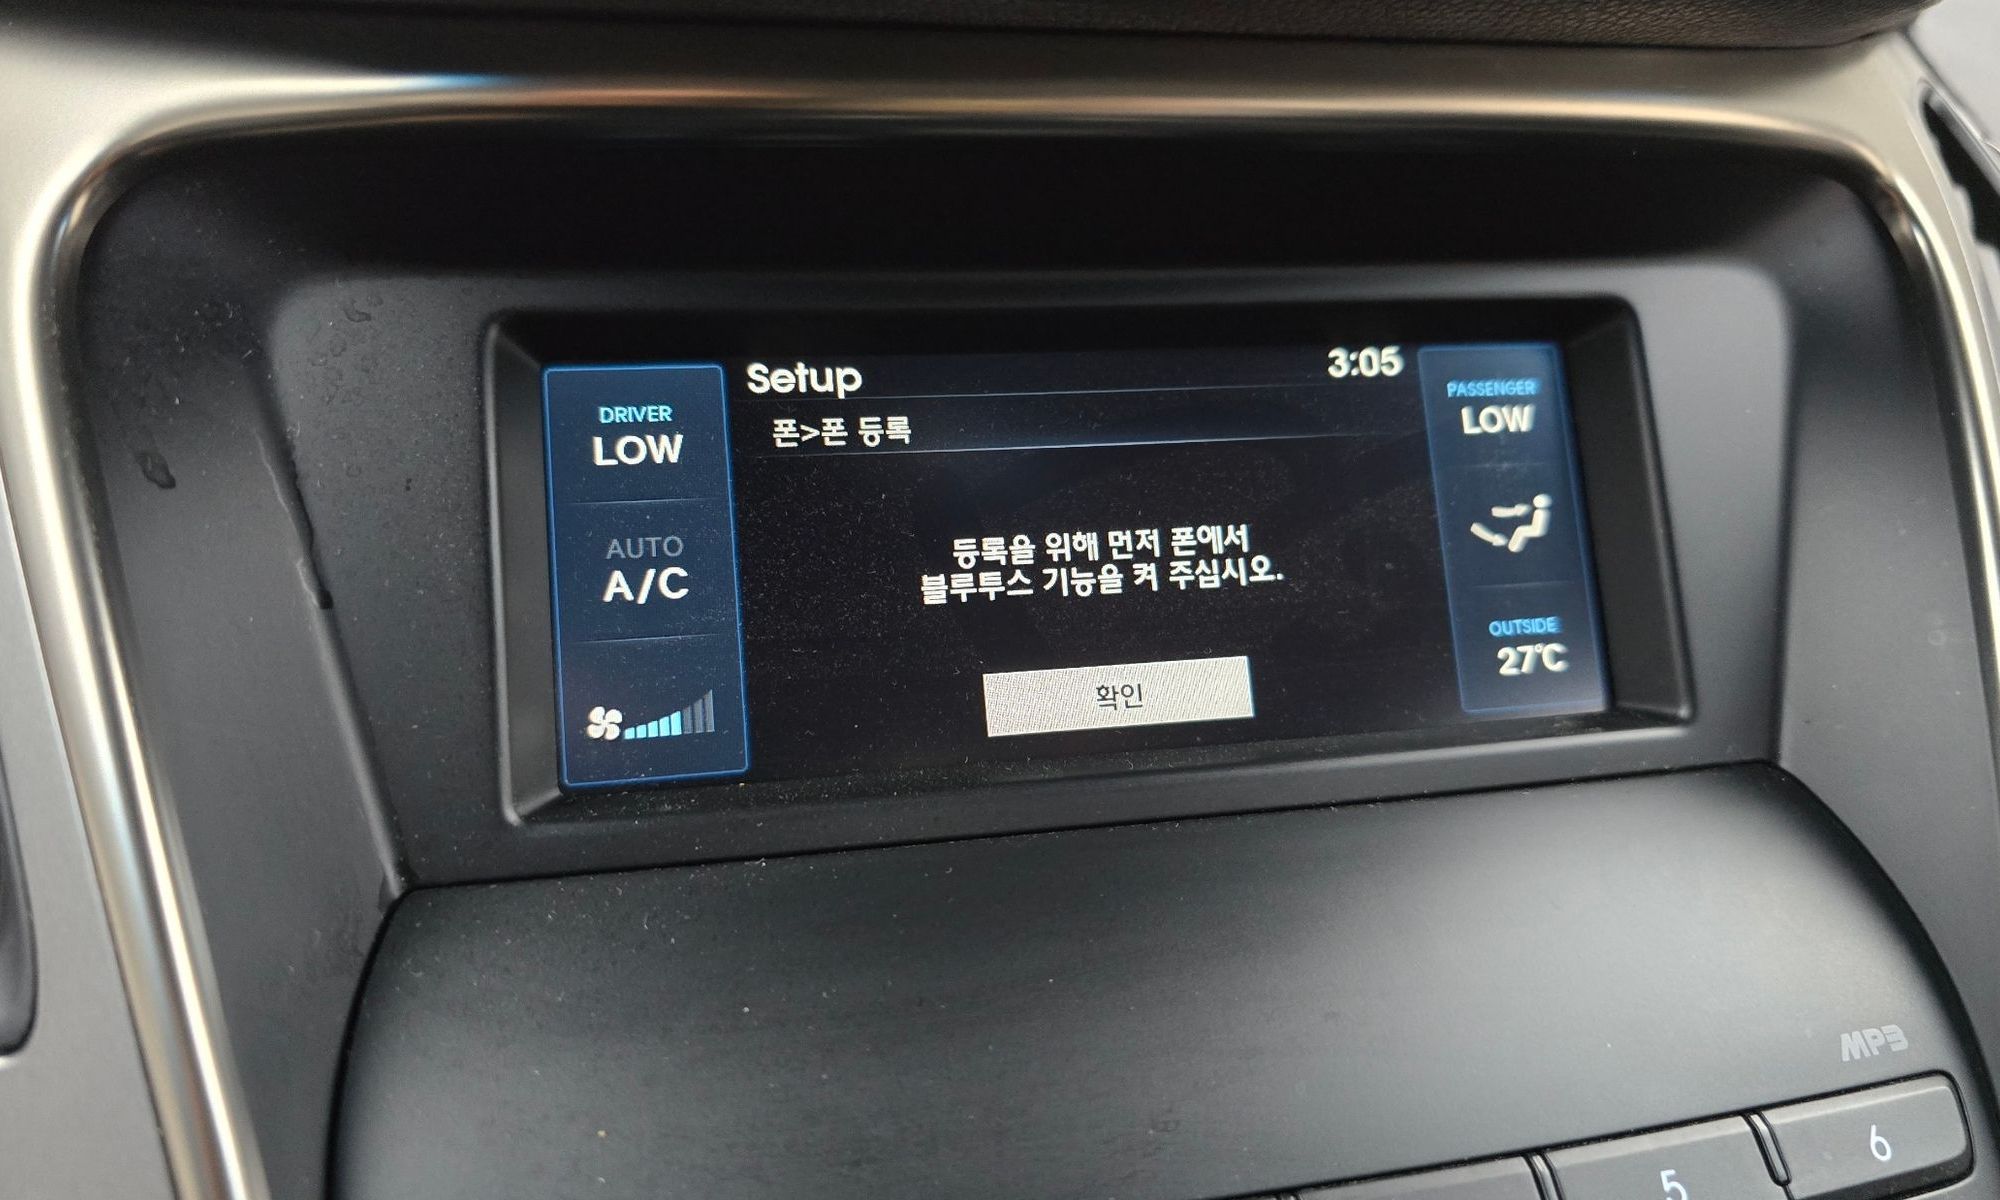 Setup
3:05
폰>폰 등록
DRIVER
LOW
AUTO
A/C
등록을 위해 먼저 폰에서
블루투스 기능을 켜 주십시오.
확인
PASSENGER
LOW
OUTSIDE
27℃
MP3
5
6